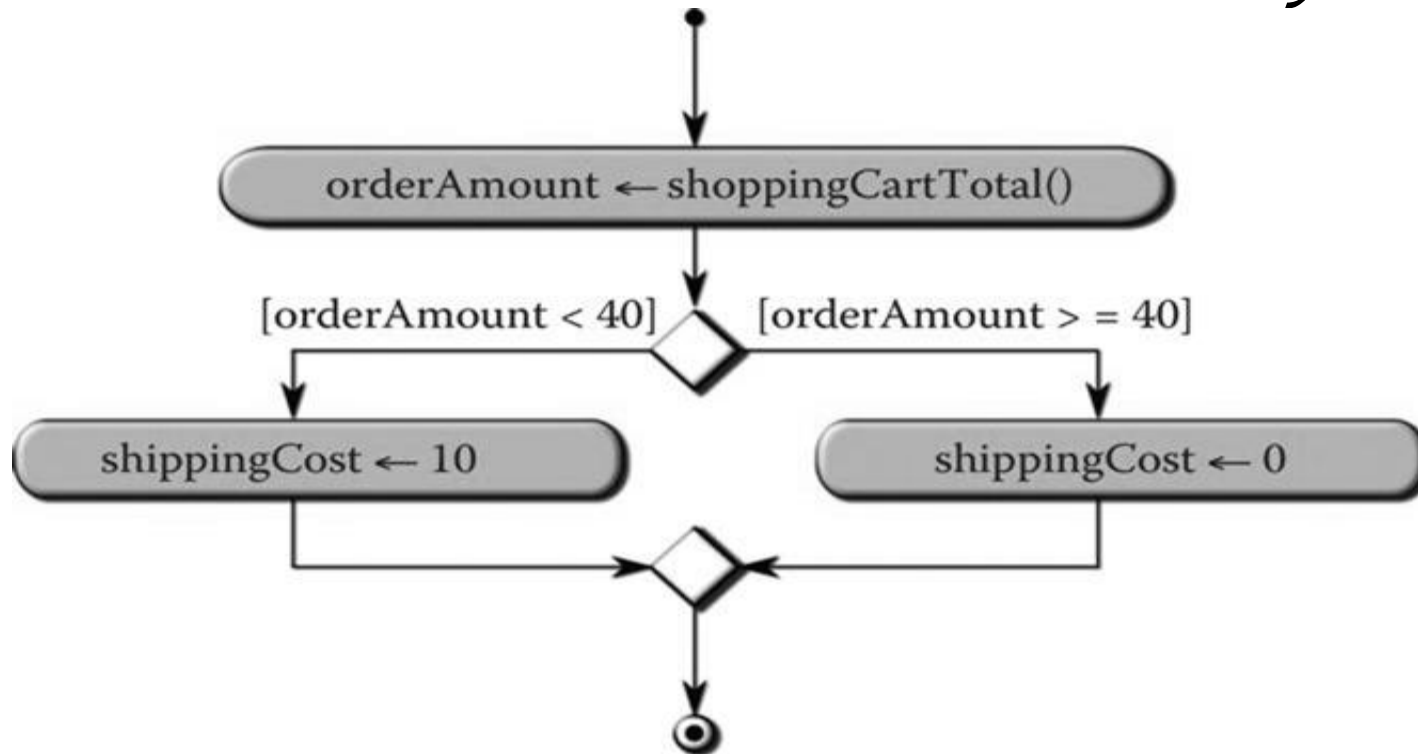 orderAmount ← shoppingCartTotal()
[orderAmount < 40] [orderAmount > = 40]
shippingCost ← 10
shippingCost ← 0